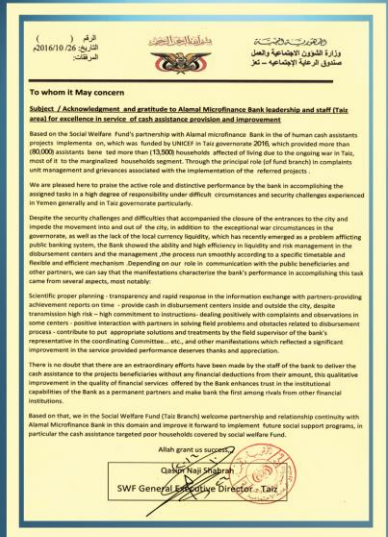 الرقم ( )
التاريخ: 26/10/2016م
المرفقات:
وزارة الشؤون الاجتماعية والعمل
صندوق الرعاية الاجتماعية – تعز
To whom it May concern
Subject / Acknowledgment and gratitude to Alamal Microfinance Bank leadership and staff (Taiz
area) for excellence in service of cash assistance provision and improvement
Based on the Social Welfare Fund's partnership with Alamal microfinance Bank in the of human cash assistants
projects implements on, which was funded by UNICEF in Taiz governorate 2016, which provided more than
(80,000) assistants bene ted more than (13,500) households affected of living due to the ongoing war in Taiz,
most of it to the marginalized households segment. Through the principal role (of fund branch) in complaints
unit management and grievances associated with the implementation of the referred projects .
We are pleased here to praise the active role and distinctive performance by the bank in accomplishing the
assigned tasks in a high degree of responsibility under difficult circumstances and security challenges experienced
in Yemen generally and in Taiz governorate particularly.
Despite the security challenges and difficulties that accompanied the closure of the entrances to the city and
impede the movement into and out of the city, in addition to the exceptional war circumstances in the
governorate, as well as the lack of the local currency liquidity, which has recently emerged as a problem afflicting
public banking system, the Bank showed the ability and high efficiency in liquidity and risk management in the
disbursement centers and the management ,the process run smoothly according to a specific timetable and
flexible and efficient mechanism .Depending on our role in communication with the public beneficiaries and
other partners, we can say that the manifestations characterise the bank's performance in accomplishing this task
came from several aspects, most notably:
Scientific proper planning - transparency and rapid response in the information exchange with partners-providing
achievement reports on time - provide cash in disbursement centers inside and outside the city, despite
transmission high risk – high commitment to instructions- dealing positively with complaints and observations in
some centers - positive interaction with partners in solving field problems and obstacles related to disbursement
process - contribute to put appropriate solutions and treatments by the field supervisor of the bank's
representative in the coordinating Committee... etc., and other manifestations which reflected a significant
improvement in the service provided performance deserves thanks and appreciation.
There is no doubt that there are an extraordinary efforts have been made by the staff of the bank to deliver the
cash assistance to the projects beneficiaries without any financial deductions from their amount, this qualitative
improvement in the quality of financial services offered by the Bank enhances trust in the institutional
capabilities of the Bank as a permanent partners and make bank the first among rivals from other financial
institutions.
Based on that, we in the Social Welfare Fund (Taiz Branch) welcome partnership and relationship continuity with
Alamal Microfinance Bank in this domain and improve it forward to implement future social support programs, in
particular the cash assistance targeted poor households covered by social welfare Fund.
Allah grant us success,,
Qasim Naji Shahrah
SWF General Executive Director - Taiz